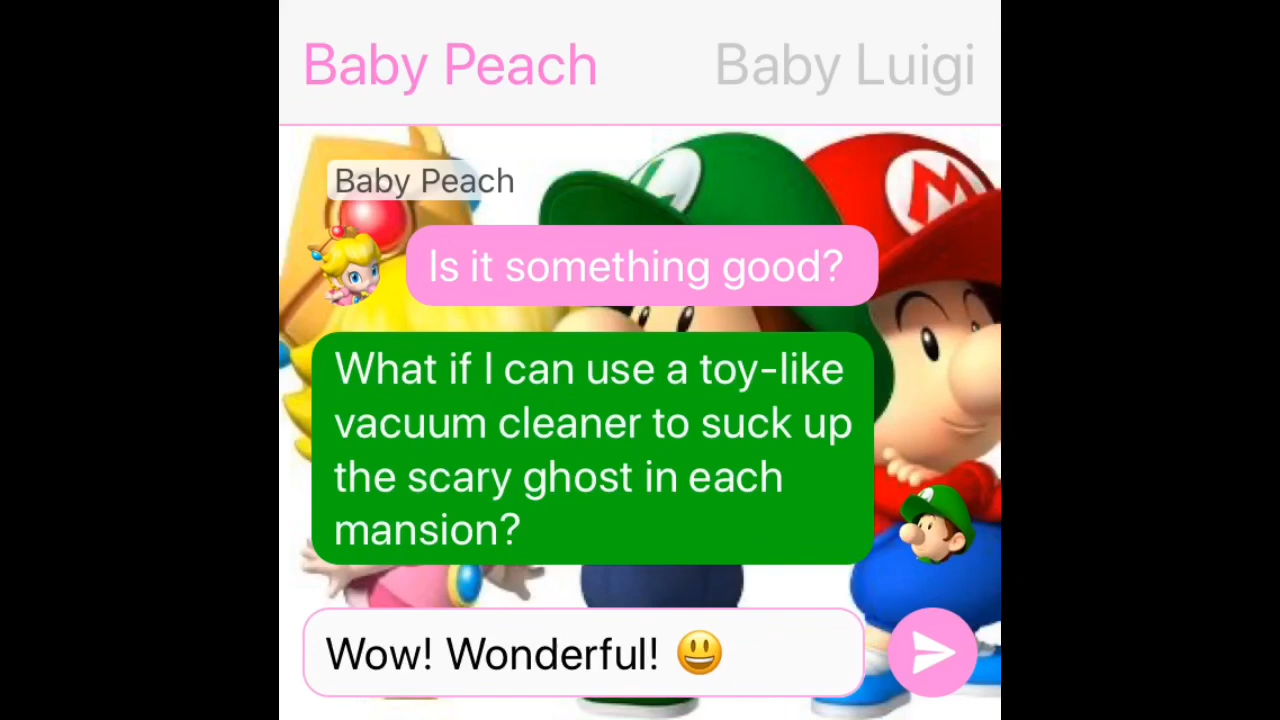 Baby Peach Baby Luigi
Baby Peach
Is it something good?
What if I can use a toy-like
vacuum cleaner to suck up
the scary ghost in each
mansion?
Wow! Wonderful! 😃